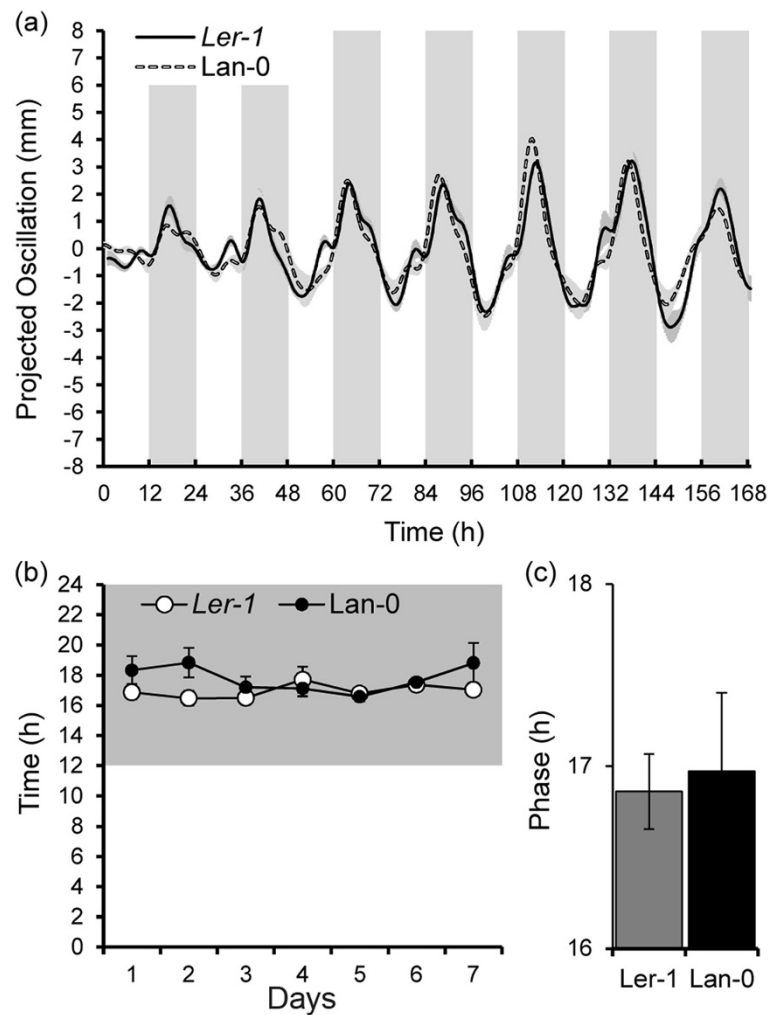 (a)
Ler-1
Lan-0
Projected Oscillation (mm)
8
7
6
5
4
3
2
1
0
-1
-2
-3
-4
-5
-6
-7
-8
0 12 24 36 48 60 72 84 96 108 120 132 144 156 168
Time (h)
(b)
Ler-1 Lan-0
Time (h)
24
22
20
18
16
14
12
10
8
6
4
2
0
1 2 3 4 5 6 7
Days
(c)
Phase (h)
18
17
16
Ler-1 Lan-0